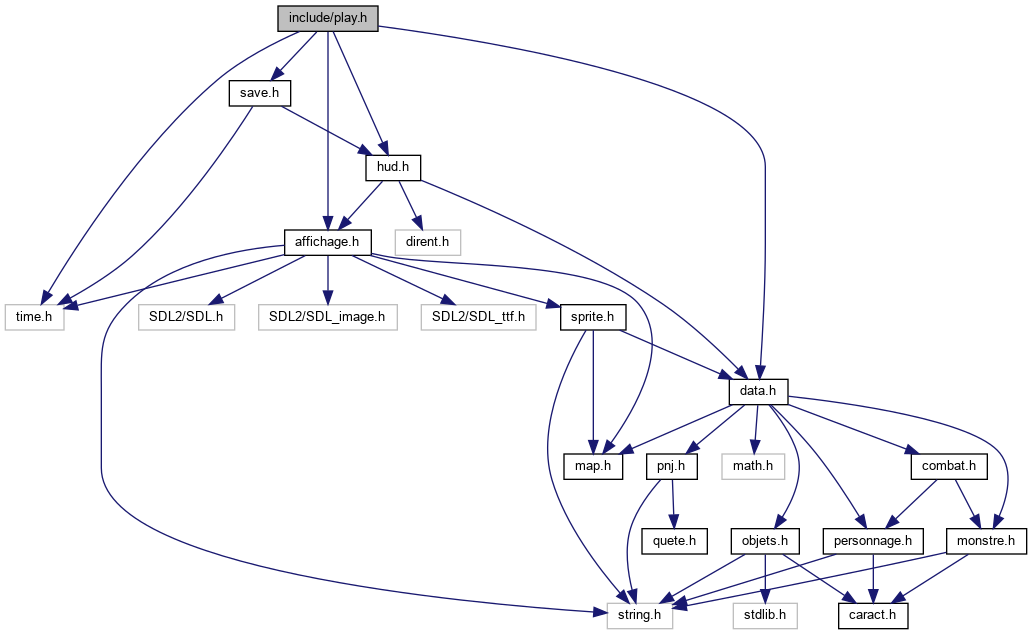 include/play.h
save.h
hud.h
affichage.h
dirent.h
time.h
SDL2/SDL.h
SDL2/SDL_image.h
SDL2/SDL_ttf.h
sprite.h
data.h
map.h
pnj.h
math.h
combat.h
quete.h
objets.h
personnage.h
monstre.h
string.h
stdlib.h
caract.h